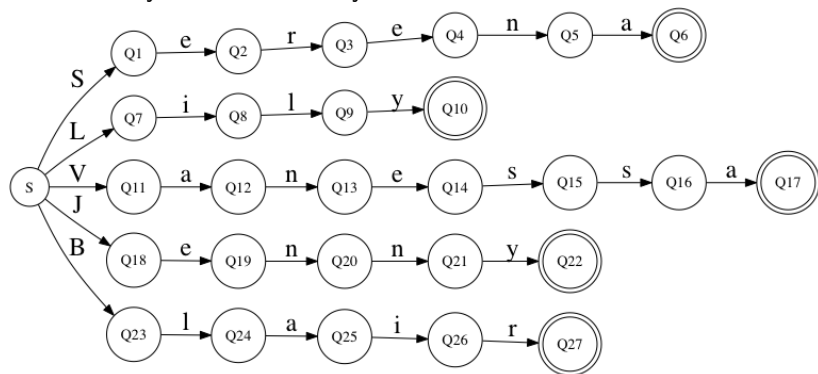 S Q1 e Q2 r Q3 e Q4 n Q5 a Q6
L Q7 i Q8 l Q9 y Q10
S V Q11 a Q12 n Q13 e Q14 s Q15 s Q16 a Q17
J Q18 e Q19 n Q20 n Q21 y Q22
B Q23 l Q24 a Q25 i Q26 r Q27